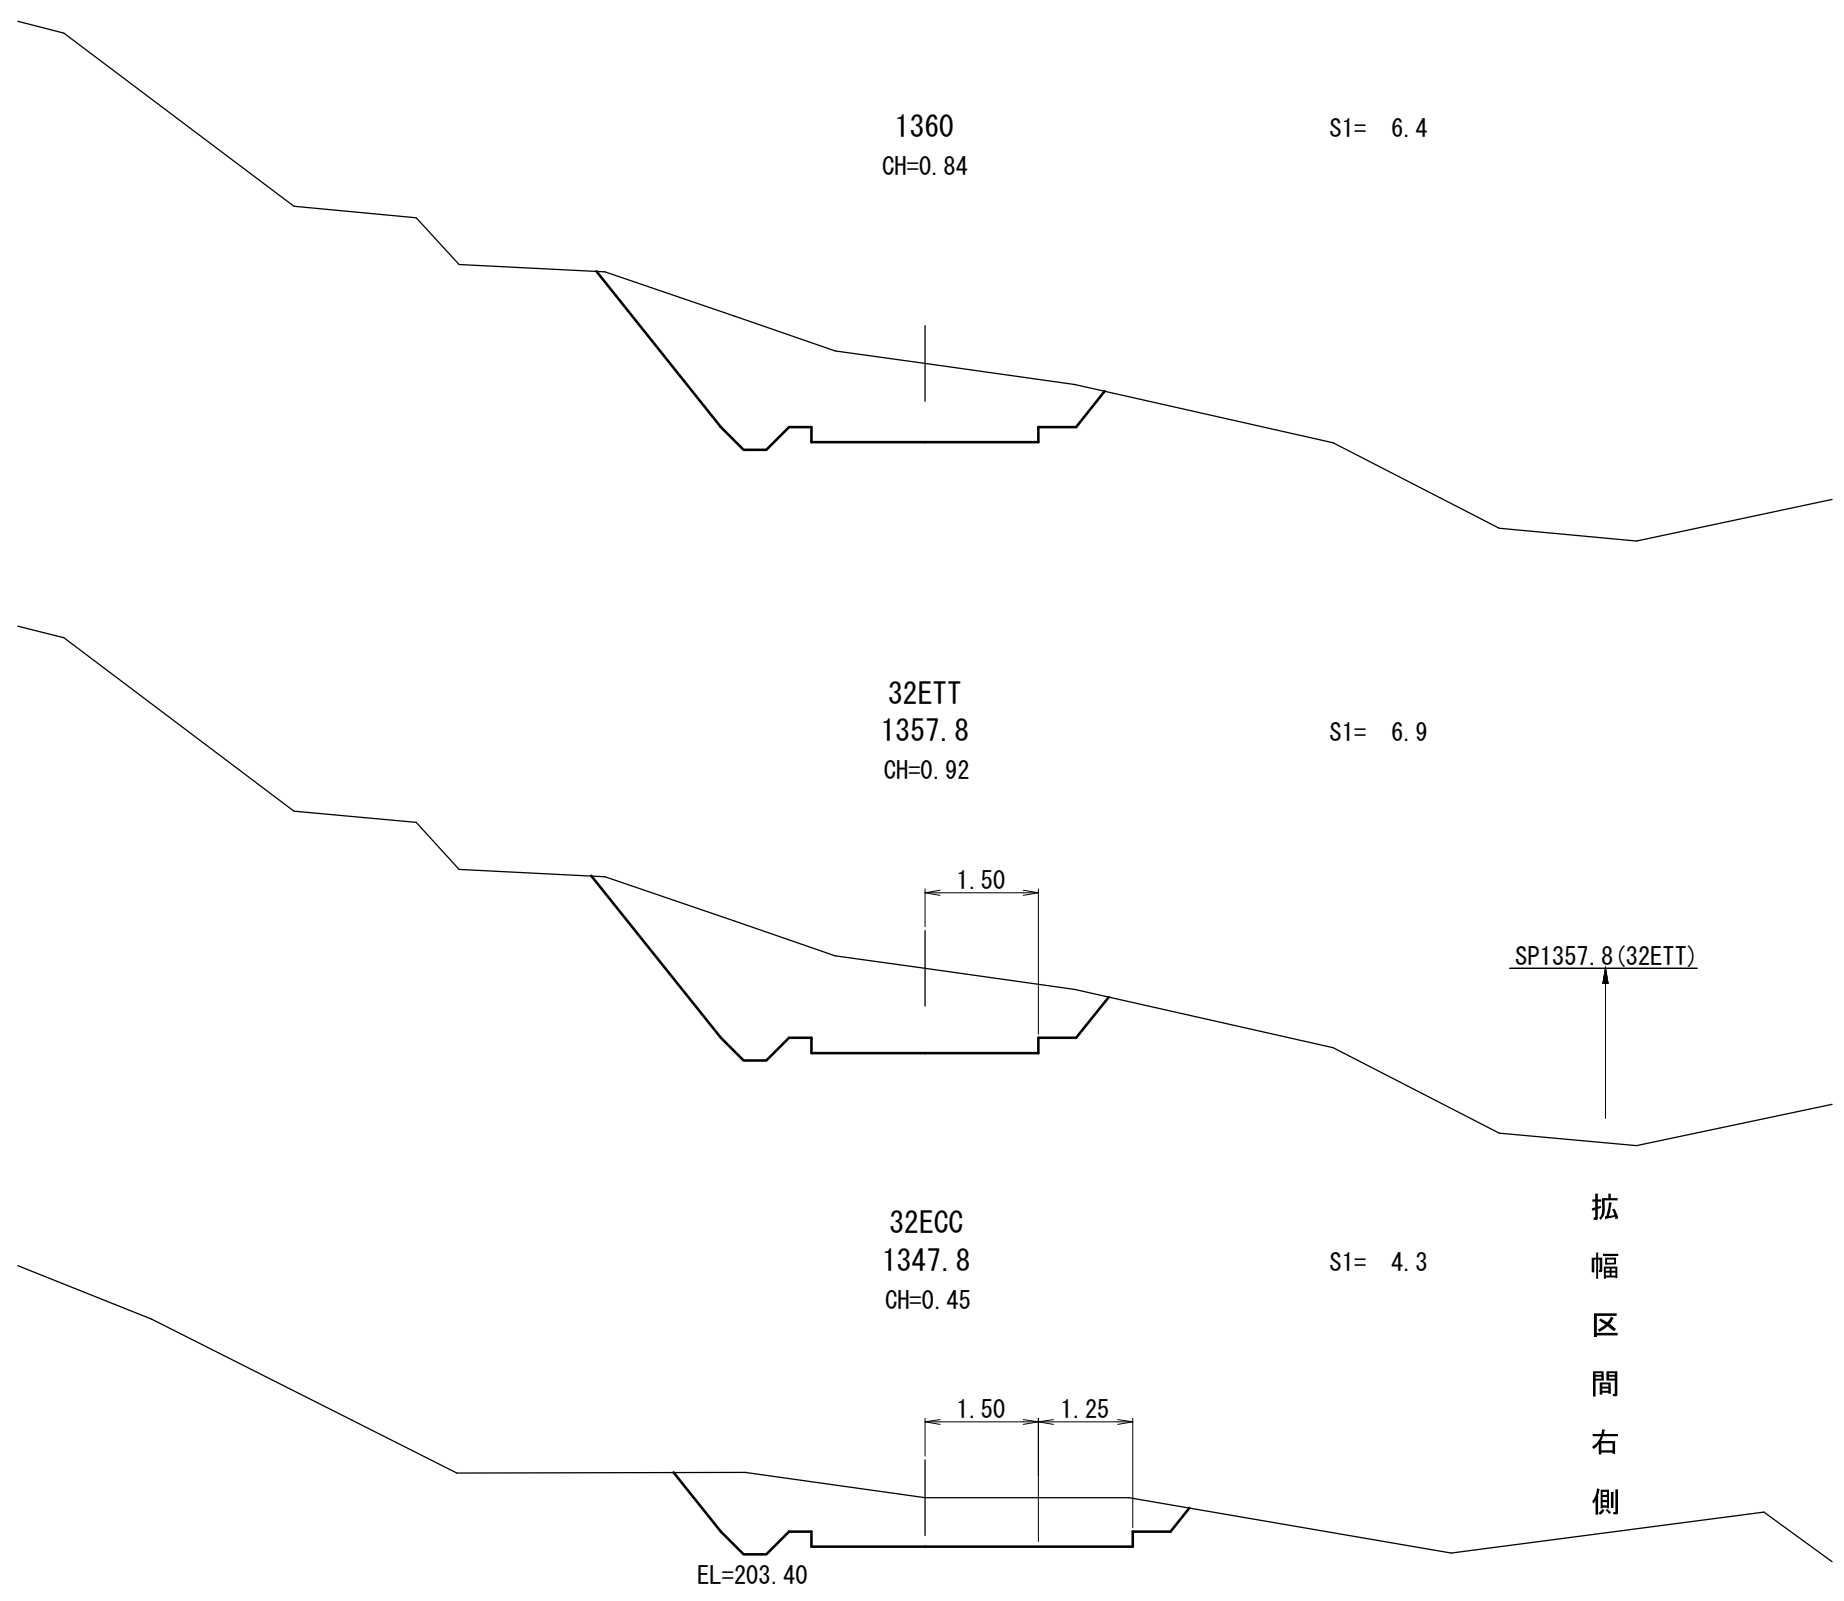 1360
S1= 6.4
CH=0.84
32ETT
1357.8
S1= 6.9
CH=0.92
1.50
SP1357.8(32ETT)
拡幅区間右側
32ECC
1347.8
S1= 4.3
CH=0.45
1.50
1.25
EL=203.40